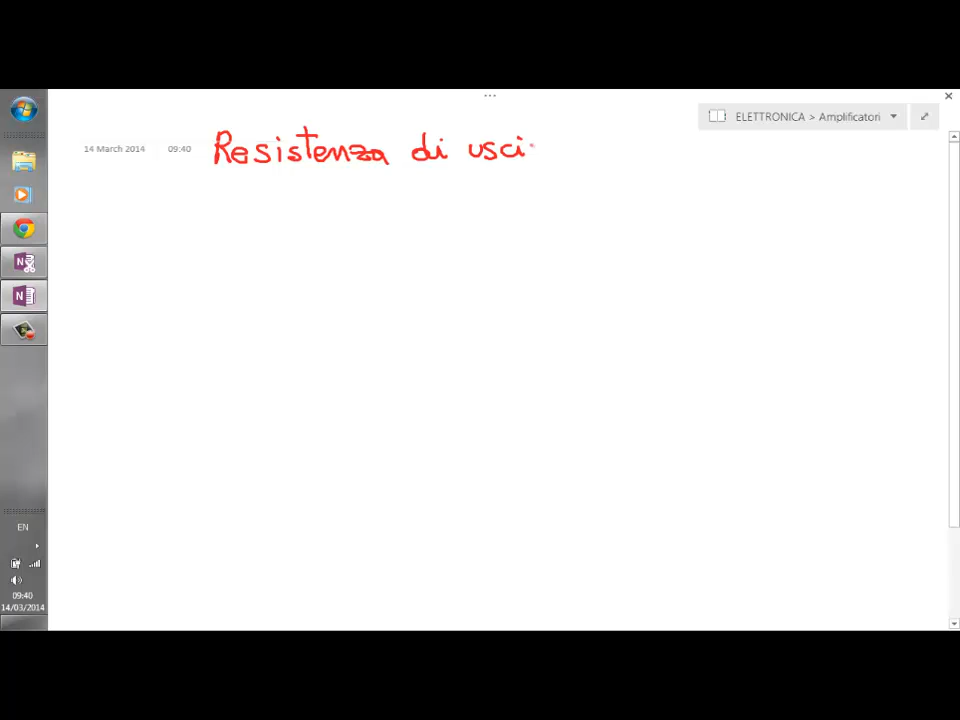 ELETTRONICA > Amplificatori
14 March 2014 09:40 Resistenza di usci
EN
09:40
14/03/2014